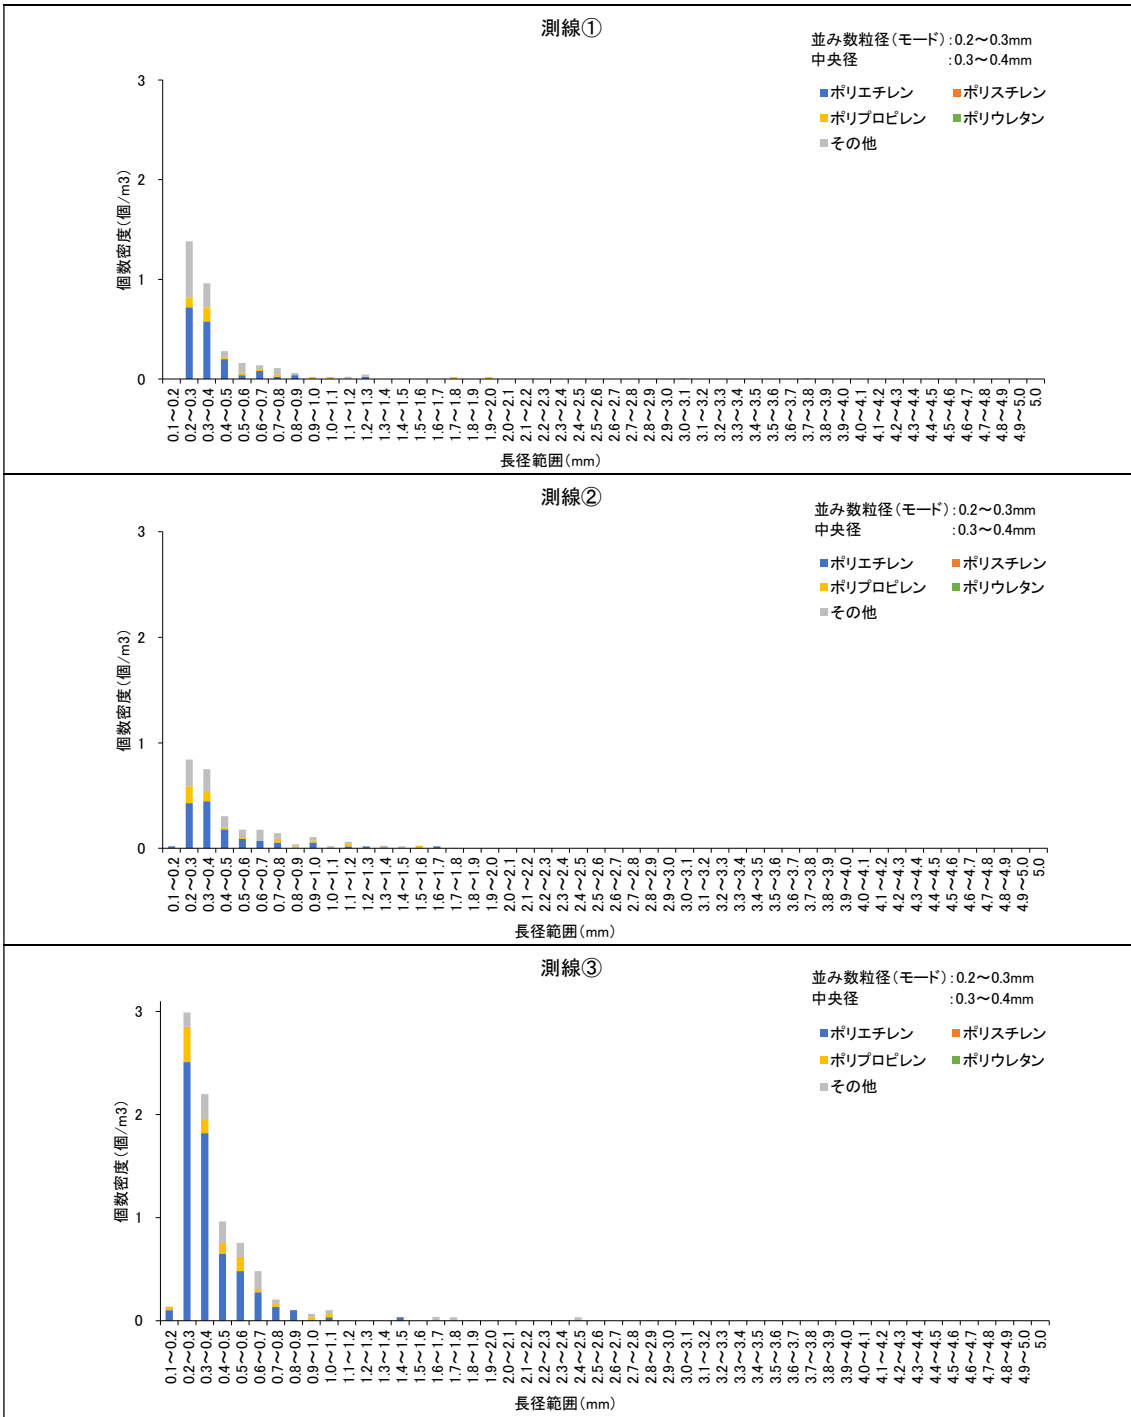 測線①
並み数粒径(モード):0.2~0.3mm
中央径 :0.3~0.4mm
ポリエチレン ポリスチレン
ポリプロピレン ポリウレタン
その他
個数密度(個/m3)
3
2
1
0
0.1~0.2 0.2~0.3 0.3~0.4 0.4~0.5 0.5~0.6 0.6~0.7 0.7~0.8 0.8~0.9 0.9~1.0 1.0~1.1 1.1~1.2 1.2~1.3 1.3~1.4 1.4~1.5 1.5~1.6 1.6~1.7 1.7~1.8 1.8~1.9 1.9~2.0 2.0~2.1 2.1~2.2 2.2~2.3 2.3~2.4 2.4~2.5 2.5~2.6 2.6~2.7 2.7~2.8 2.8~2.9 2.9~3.0 3.0~3.1 3.1~3.2 3.2~3.3 3.3~3.4 3.4~3.5 3.5~3.6 3.6~3.7 3.7~3.8 3.8~3.9 3.9~4.0 4.0~4.1 4.1~4.2 4.2~4.3 4.3~4.4 4.4~4.5 4.5~4.6 4.6~4.7 4.7~4.8 4.8~4.9 4.9~5.0 5.0
長径範囲(mm)
測線②
並み数粒径(モード):0.2~0.3mm
中央径 :0.3~0.4mm
ポリエチレン ポリスチレン
ポリプロピレン ポリウレタン
その他
個数密度(個/m3)
3
2
1
0
0.1~0.2 0.2~0.3 0.3~0.4 0.4~0.5 0.5~0.6 0.6~0.7 0.7~0.8 0.8~0.9 0.9~1.0 1.0~1.1 1.1~1.2 1.2~1.3 1.3~1.4 1.4~1.5 1.5~1.6 1.6~1.7 1.7~1.8 1.8~1.9 1.9~2.0 2.0~2.1 2.1~2.2 2.2~2.3 2.3~2.4 2.4~2.5 2.5~2.6 2.6~2.7 2.7~2.8 2.8~2.9 2.9~3.0 3.0~3.1 3.1~3.2 3.2~3.3 3.3~3.4 3.4~3.5 3.5~3.6 3.6~3.7 3.7~3.8 3.8~3.9 3.9~4.0 4.0~4.1 4.1~4.2 4.2~4.3 4.3~4.4 4.4~4.5 4.5~4.6 4.6~4.7 4.7~4.8 4.8~4.9 4.9~5.0 5.0
長径範囲(mm)
測線③
並み数粒径(モード):0.2~0.3mm
中央径 :0.3~0.4mm
ポリエチレン ポリスチレン
ポリプロピレン ポリウレタン
その他
個数密度(個/m3)
3
2
1
0
0.1~0.2 0.2~0.3 0.3~0.4 0.4~0.5 0.5~0.6 0.6~0.7 0.7~0.8 0.8~0.9 0.9~1.0 1.0~1.1 1.1~1.2 1.2~1.3 1.3~1.4 1.4~1.5 1.5~1.6 1.6~1.7 1.7~1.8 1.8~1.9 1.9~2.0 2.0~2.1 2.1~2.2 2.2~2.3 2.3~2.4 2.4~2.5 2.5~2.6 2.6~2.7 2.7~2.8 2.8~2.9 2.9~3.0 3.0~3.1 3.1~3.2 3.2~3.3 3.3~3.4 3.4~3.5 3.5~3.6 3.6~3.7 3.7~3.8 3.8~3.9 3.9~4.0 4.0~4.1 4.1~4.2 4.2~4.3 4.3~4.4 4.4~4.5 4.5~4.6 4.6~4.7 4.7~4.8 4.8~4.9 4.9~5.0 5.0
長径範囲(mm)